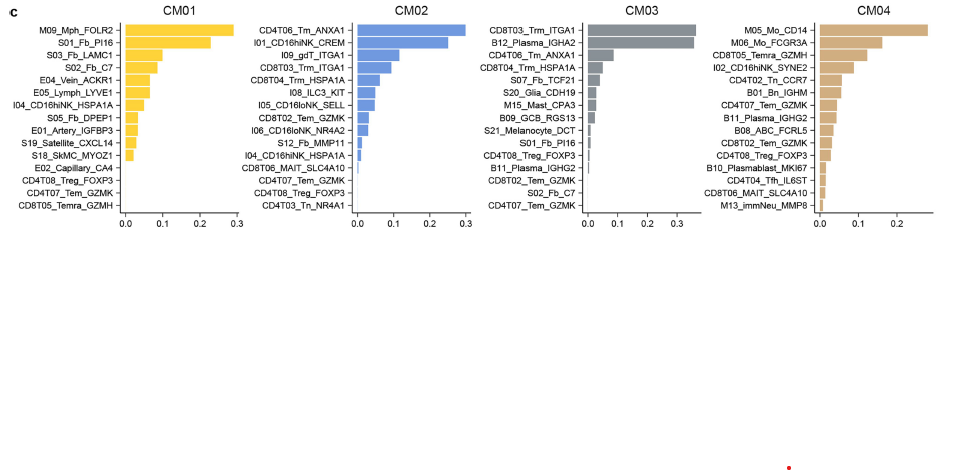 c
CM01
M09_Mph_FOLR2
S01_Fb_PI16
S03_Fb_LAMC1
S02_Fb_C7
E04_Vein_ACKR1
E05_Lymph_LYVE1
I04_CD16hiNK_HSPA1A
S05_Fb_DPEP1
E01_Artery_IGFBP3
S19_Satellite_CXCL14
S18_SkMC_MYOZ1
E02_Capillary_CA4
CD4T08_Treg_FOXP3
CD4T07_Tem_GZMK
CD8T05_Temra_GZMH
0.0 0.1 0.2 0.3
CM02
CD4T06_Tm_ANXA1
I01_CD16hiNK_CREM
I09_gdT_ITGA1
CD8T03_Trm_ITGA1
CD8T04_Trm_HSPA1A
I08_ILC3_KIT
I05_CD16loNK_SELL
CD8T02_Tem_GZMK
I06_CD16loNK_NR4A2
S12_Fb_MMP11
I04_CD16hiNK_HSPA1A
CD8T06_MAIT_SLC4A10
CD4T07_Tem_GZMK
CD4T08_Treg_FOXP3
CD4T03_Tn_NR4A1
0.0 0.1 0.2 0.3
CM03
CD8T03_Trm_ITGA1
B12_Plasma_IGHA2
CD4T06_Tm_ANXA1
CD8T04_Trm_HSPA1A
S07_Fb_TCF21
S20_Glia_CDH19
M15_Mast_CPA3
B09_GCB_RGS13
S21_Melanocyte_DCT
S01_Fb_PI16
CD4T08_Treg_FOXP3
B11_Plasma_IGHG2
CD8T02_Tem_GZMK
S02_Fb_C7
CD4T07_Tem_GZMK
0.0 0.1 0.2 0.3
CM04
M05_Mo_CD14
M06_Mo_FCGR3A
CD8T05_Temra_GZMH
I02_CD16hiNK_SYNE2
CD4T02_Tn_CCR7
B01_Bn_IGHM
CD4T07_Tem_GZMK
B11_Plasma_IGHG2
B08_ABC_FCRL5
CD8T02_Tem_GZMK
CD4T08_Treg_FOXP3
B10_Plasmablast_MKI67
CD4T04_Tfh_IL6ST
CD8T06_MAIT_SLC4A10
M13_immNeu_MMP8
0.0 0.1 0.2